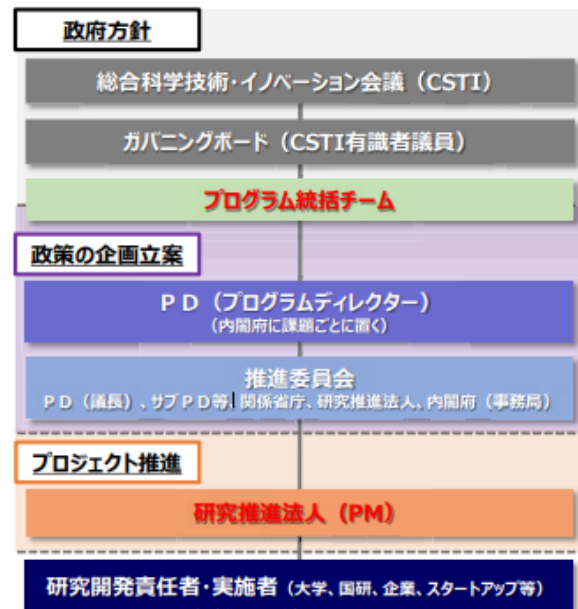 政府方針
総合科学技術・イノベーション会議（CSTI）
ガバニングボード（CSTI有識者議員）
プログラム統括チーム
政策の企画立案
ＰＤ（プログラムディレクター）
（内閣府に課題ごとに置く）
推進委員会
ＰＤ（議長）、サブＰＤ等、関係省庁、研究推進法人、内閣府（事務局）
プロジェクト推進
研究推進法人（PM）
研究開発責任者・実施者（大学、国研、企業、スタートアップ等）